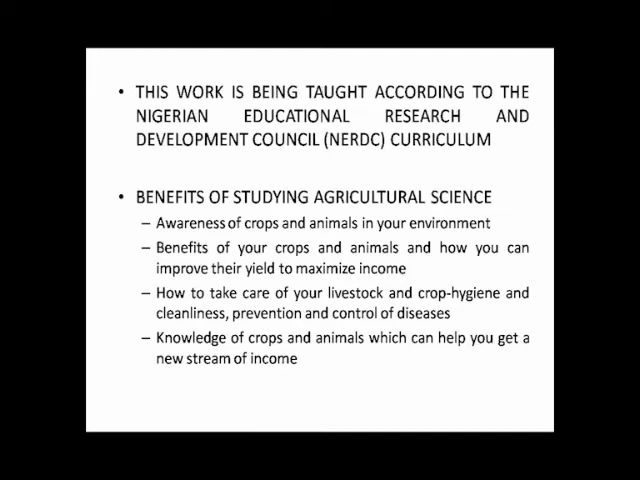 • THIS WORK IS BEING TAUGHT ACCORDING TO THE
NIGERIAN EDUCATIONAL RESEARCH AND
DEVELOPMENT COUNCIL (NERDC) CURRICULUM
• BENEFITS OF STUDYING AGRICULTURAL SCIENCE
– Awareness of crops and animals in your environment
– Benefits of your crops and animals and how you can
improve their yield to maximize income
– How to take care of your livestock and crop-hygiene and
cleanliness, prevention and control of diseases
– Knowledge of crops and animals which can help you get a
new stream of income